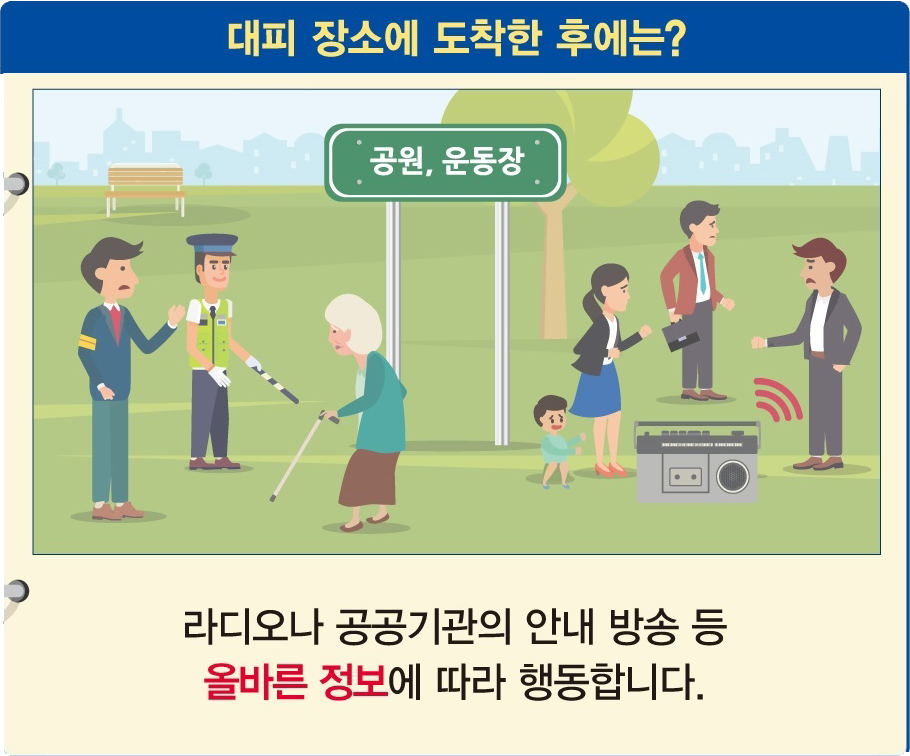 대피 장소에 도착한 후에는?
공원, 운동장
라디오나 공공기관의 안내 방송 등
올바른 정보에 따라 행동합니다.